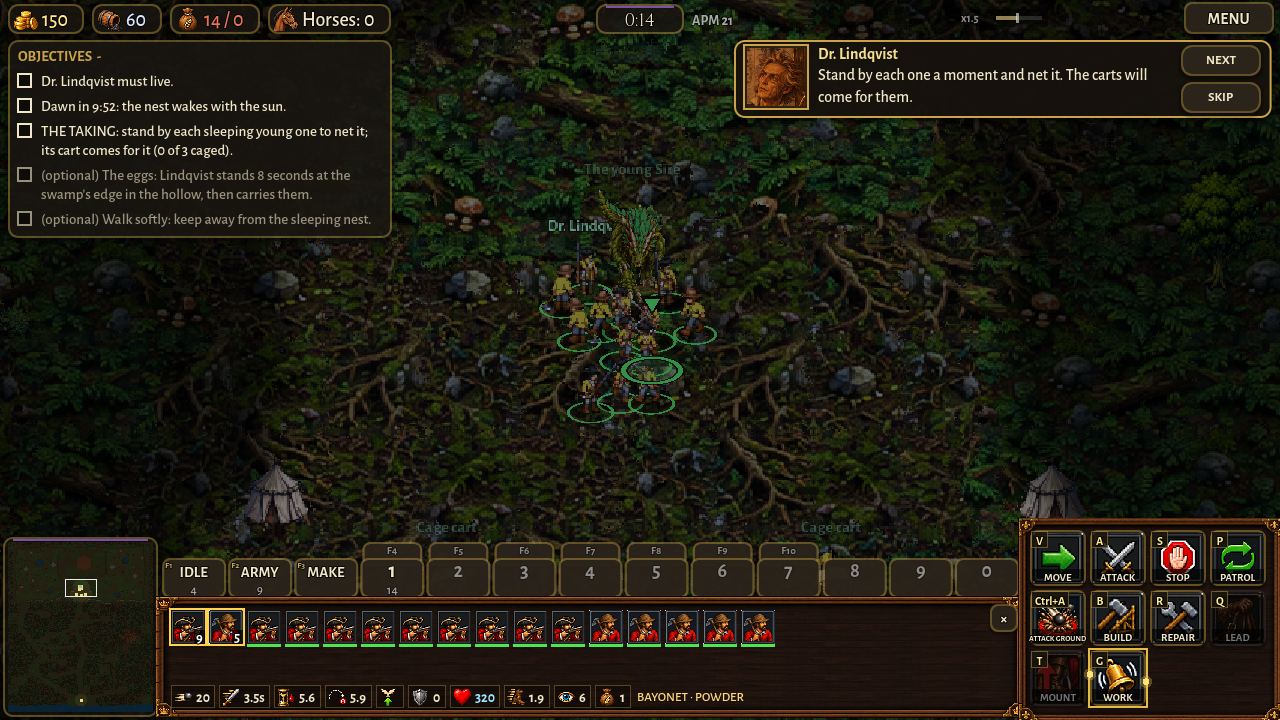 150
60
14 / 0
Horses: 0
0:14
APM 21
x1.5
MENU
OBJECTIVES -
Dr. Lindqvist must live.
Dawn in 9:52: the nest wakes with the sun.
THE TAKING: stand by each sleeping young one to net it;
its cart comes for it (0 of 3 caged).
(optional) The eggs: Lindqvist stands 8 seconds at the
swamp's edge in the hollow, then carries them.
(optional) Walk softly: keep away from the sleeping nest.
Dr. Lindqvist
Stand by each one a moment and net it. The carts will
come for them.
NEXT
SKIP
The young Sire
Dr. Lindqv
Cage cart
Cage cart
F1 IDLE 4
F2 ARMY 9
F3 MAKE
F4 1 14
F5 2
F6 3
F7 4
F8 5
F9 6
F10 7
8
9
0
9
5
×
20
3.5s
5.6
5.9
0
320
1.9
6
1
BAYONET · POWDER
V MOVE
A ATTACK
S STOP
P PATROL
Ctrl+A ATTACK GROUND
B BUILD
R REPAIR
Q LEAD
T MOUNT
G WORK